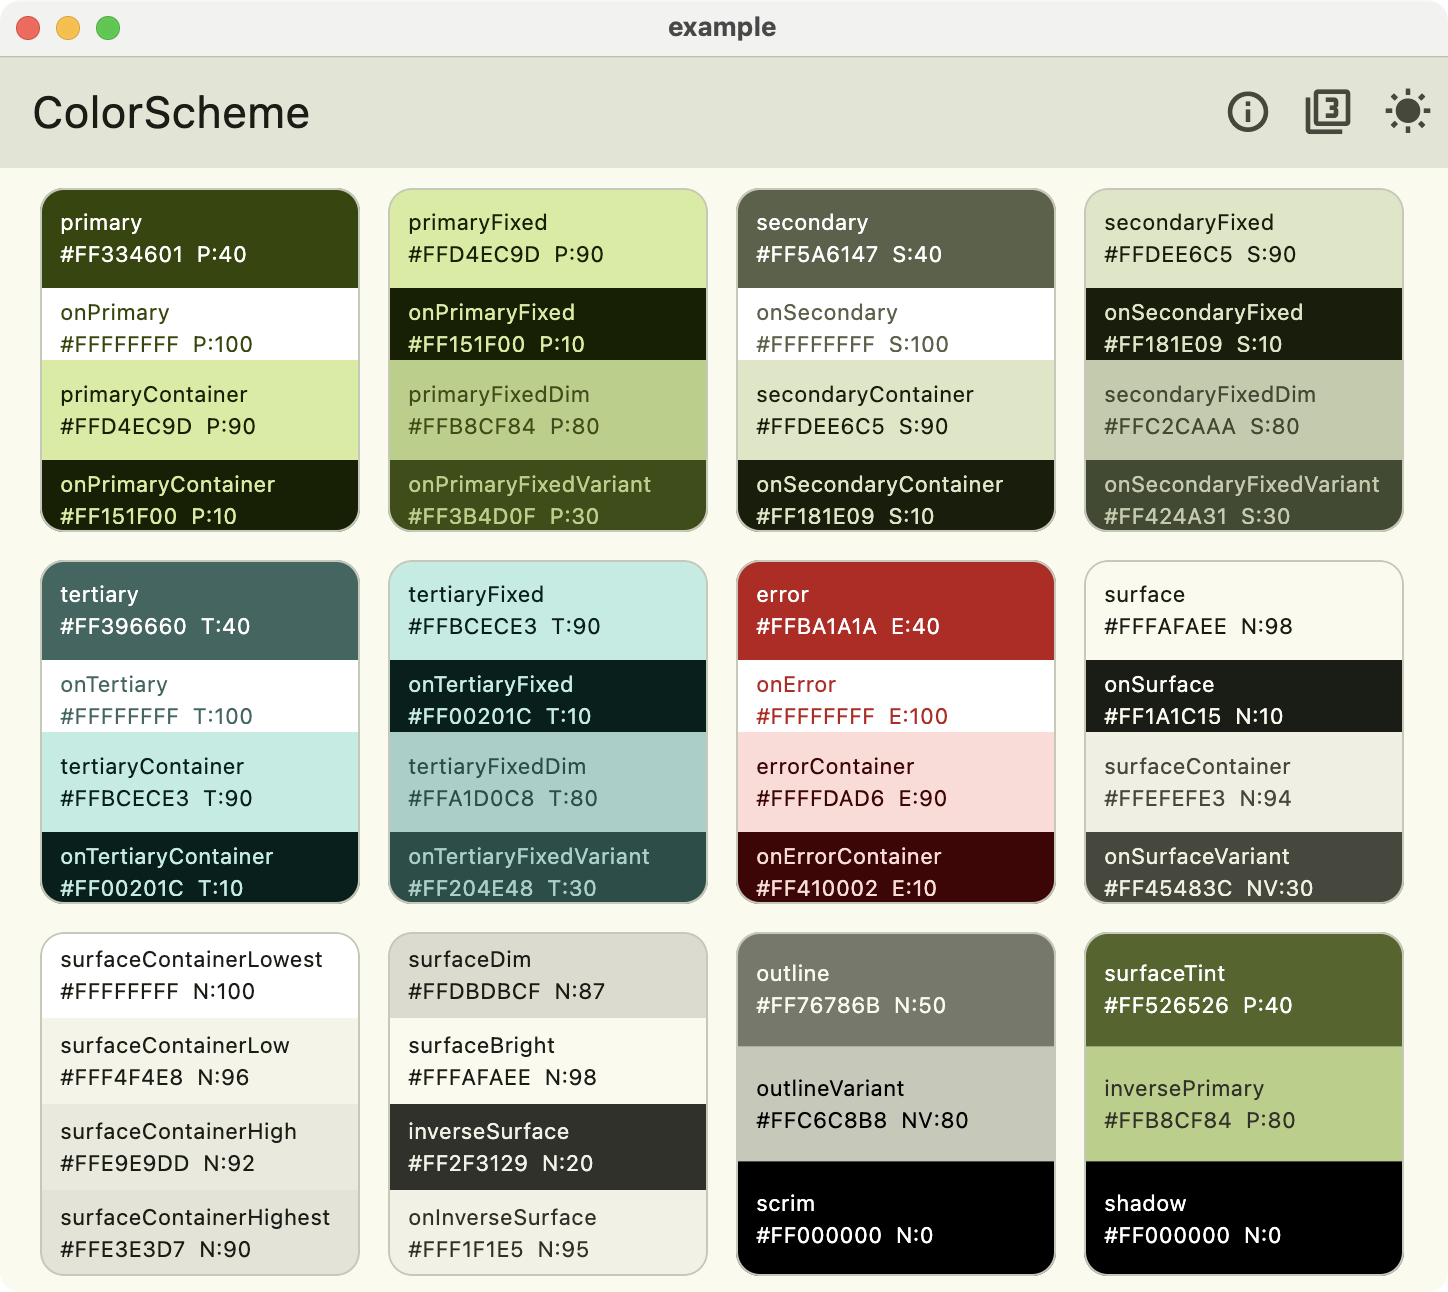 example
ColorScheme
3
primary
#FF334601 P:40
onPrimary
#FFFFFFFF P:100
primaryContainer
#FFD4EC9D P:90
onPrimaryContainer
#FF151F00 P:10
primaryFixed
#FFD4EC9D P:90
onPrimaryFixed
#FF151F00 P:10
primaryFixedDim
#FFB8CF84 P:80
onPrimaryFixedVariant
#FF3B4D0F P:30
secondary
#FF5A6147 S:40
onSecondary
#FFFFFFFF S:100
secondaryContainer
#FFDEE6C5 S:90
onSecondaryContainer
#FF181E09 S:10
secondaryFixed
#FFDEE6C5 S:90
onSecondaryFixed
#FF181E09 S:10
secondaryFixedDim
#FFC2CAAA S:80
onSecondaryFixedVariant
#FF424A31 S:30
tertiary
#FF396660 T:40
onTertiary
#FFFFFFFF T:100
tertiaryContainer
#FFBCECE3 T:90
onTertiaryContainer
#FF00201C T:10
tertiaryFixed
#FFBCECE3 T:90
onTertiaryFixed
#FF00201C T:10
tertiaryFixedDim
#FFA1D0C8 T:80
onTertiaryFixedVariant
#FF204E48 T:30
error
#FFBA1A1A E:40
onError
#FFFFFFFF E:100
errorContainer
#FFFFDAD6 E:90
onErrorContainer
#FF410002 E:10
surface
#FFFAFAEE N:98
onSurface
#FF1A1C15 N:10
surfaceContainer
#FFEFEFE3 N:94
onSurfaceVariant
#FF45483C NV:30
surfaceContainerLowest
#FFFFFFFF N:100
surfaceContainerLow
#FFF4F4E8 N:96
surfaceContainerHigh
#FFE9E9DD N:92
surfaceContainerHighest
#FFE3E3D7 N:90
surfaceDim
#FFDBDBCF N:87
surfaceBright
#FFFAFAEE N:98
inverseSurface
#FF2F3129 N:20
onInverseSurface
#FFF1F1E5 N:95
outline
#FF76786B N:50
outlineVariant
#FFC6C8B8 NV:80
scrim
#FF000000 N:0
surfaceTint
#FF526526 P:40
inversePrimary
#FFB8CF84 P:80
shadow
#FF000000 N:0